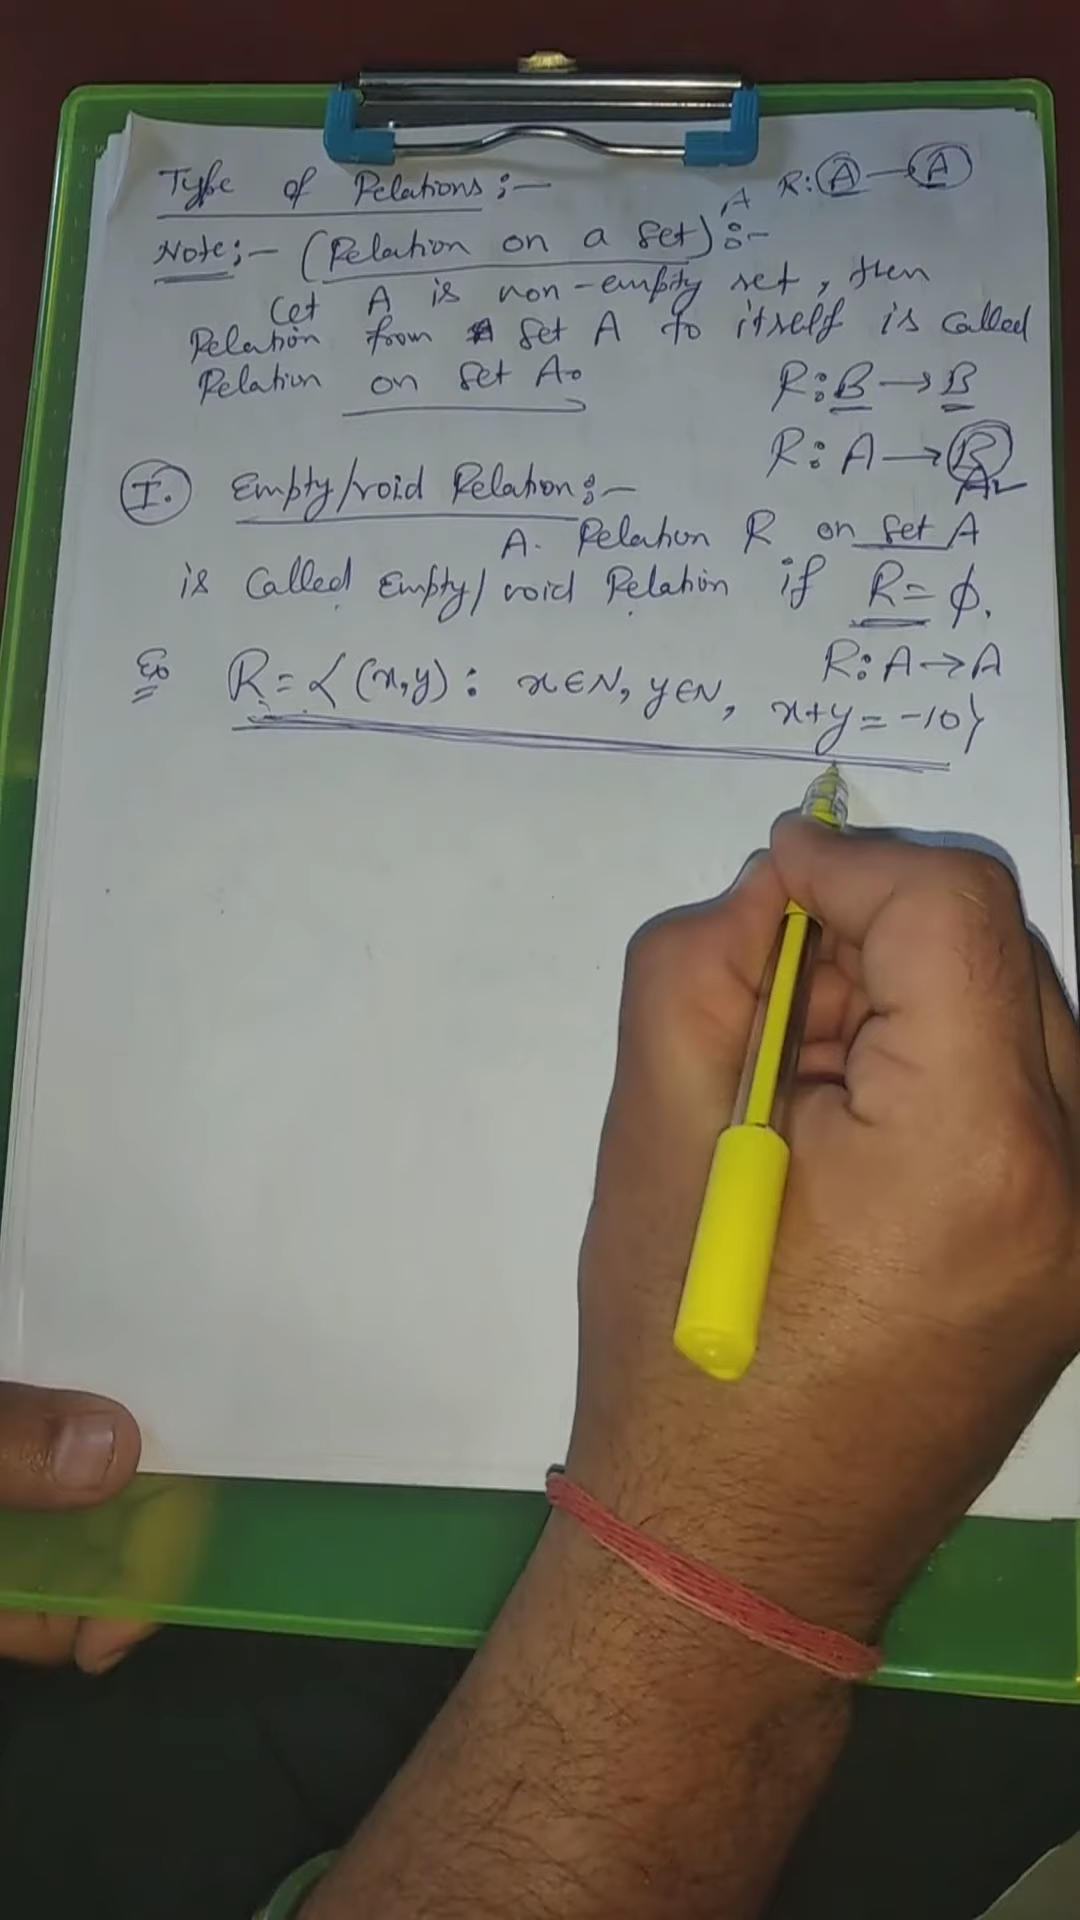 Type of Relations :—
R: A — A
Note :— (Relation on a set) :—
A
Let A is non-empty set, then
Relation from set A to itself is called
Relation on set A.
R: B → B
R: A → B
A
I. Empty/void Relation :—
A. Relation R on set A
is called Empty/void Relation if R = ϕ.
R: A → A
Ex R = {(x,y) : x∈N, y∈N, x+y = -10}